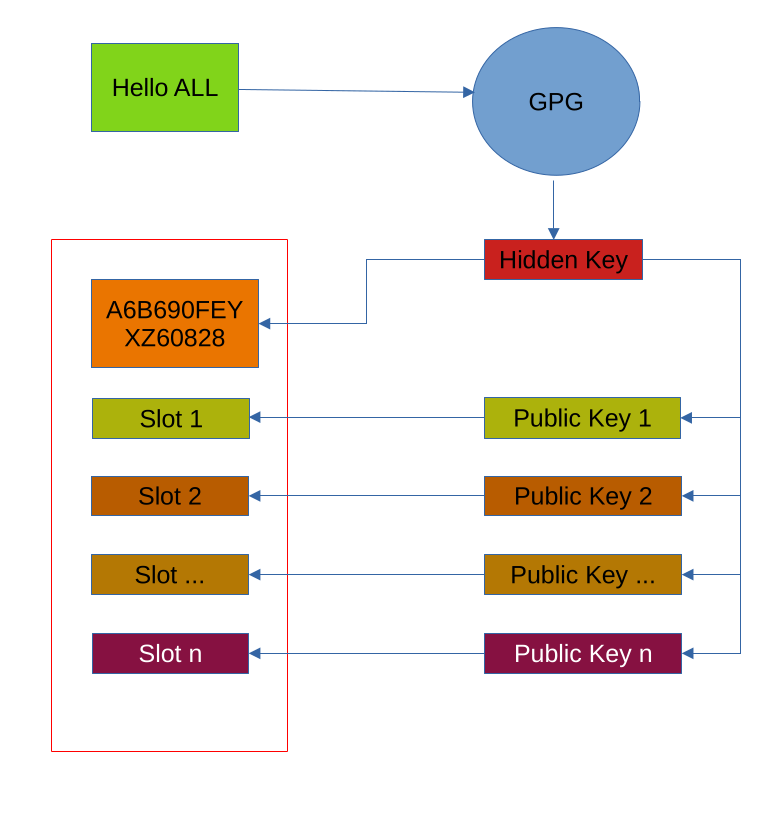 Hello ALL
GPG
Hidden Key
A6B690FEY
XZ60828
Slot 1
Public Key 1
Slot 2
Public Key 2
Slot ...
Public Key ...
Slot n
Public Key n